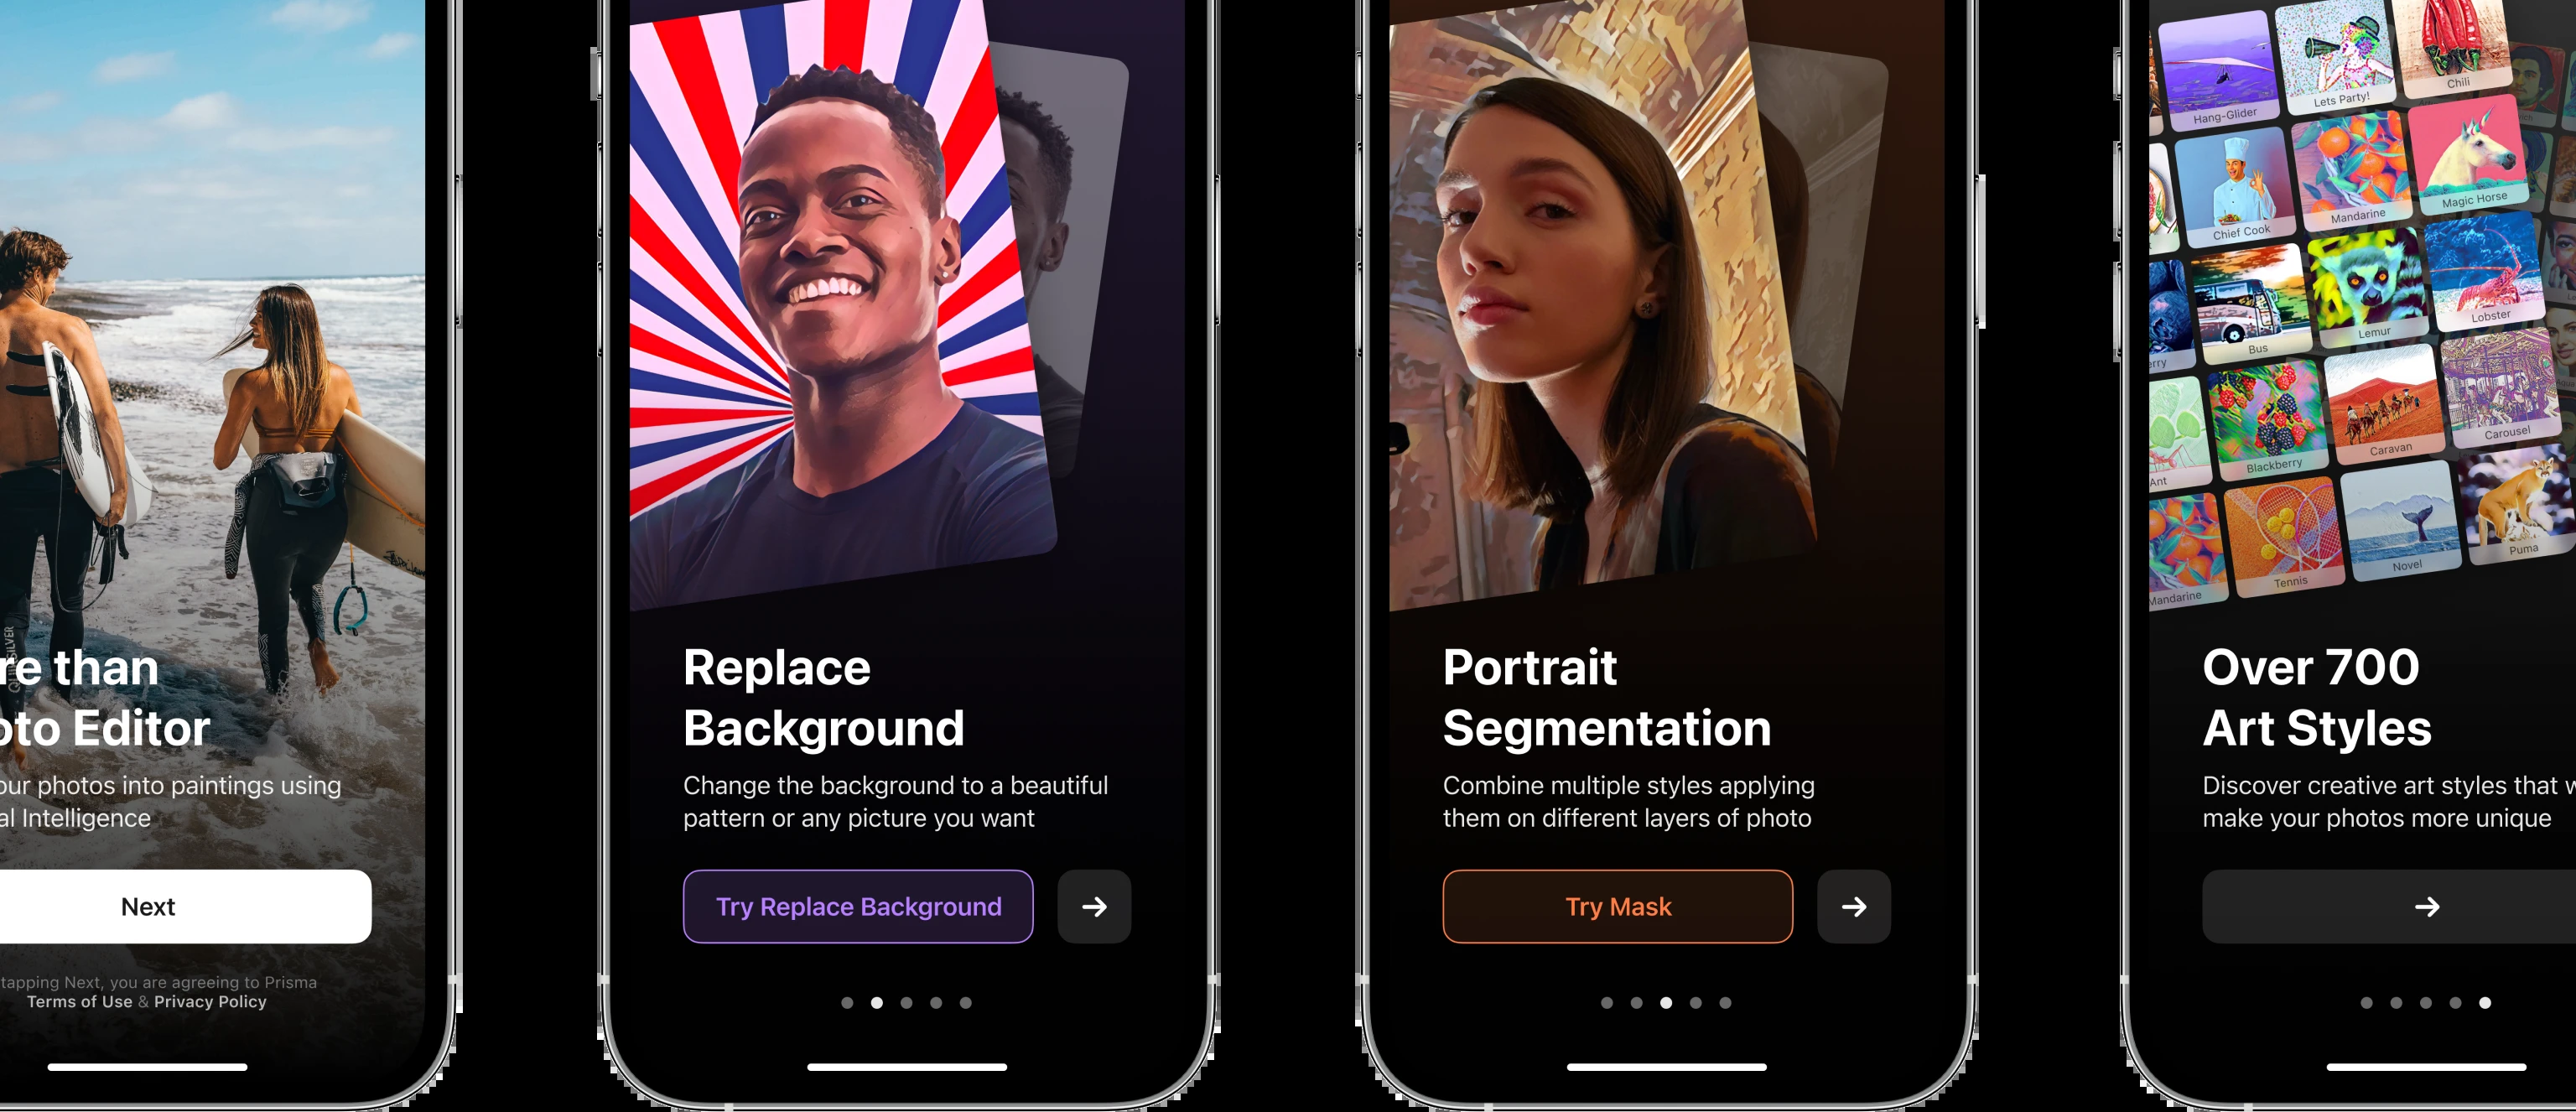 re than
oto Editor
our photos into paintings using
al Intelligence
Next
tapping Next, you are agreeing to Prisma
Terms of Use & Privacy Policy
Replace
Background
Change the background to a beautiful
pattern or any picture you want
Try Replace Background
Portrait
Segmentation
Combine multiple styles applying
them on different layers of photo
Try Mask
Hang-Glider
Lets Party!
Chili
Chief Cook
Mandarine
Magic Horse
Bus
Lemur
Lobster
Ant
Blackberry
Caravan
Carousel
Mandarine
Tennis
Novel
Puma
Over 700
Art Styles
Discover creative art styles that w
make your photos more unique